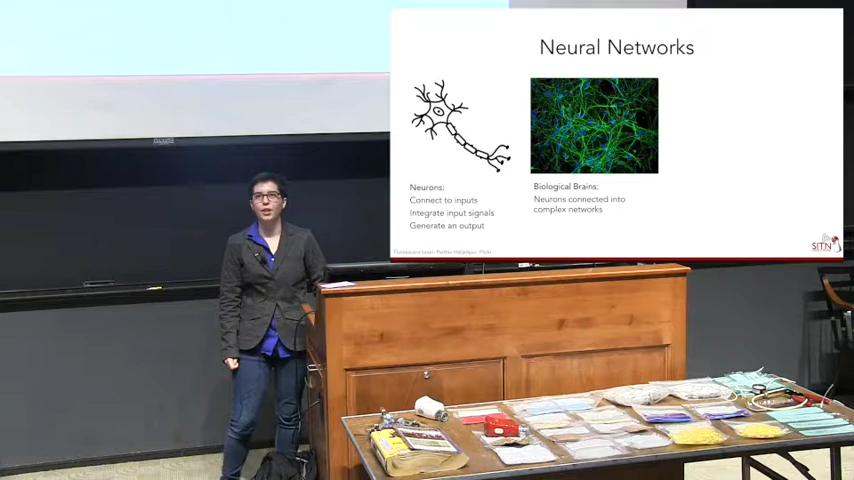 Neural Networks
Neurons:
Connect to inputs
Integrate input signals
Generate an output
Biological Brains:
Neurons connected into
complex networks
SITN